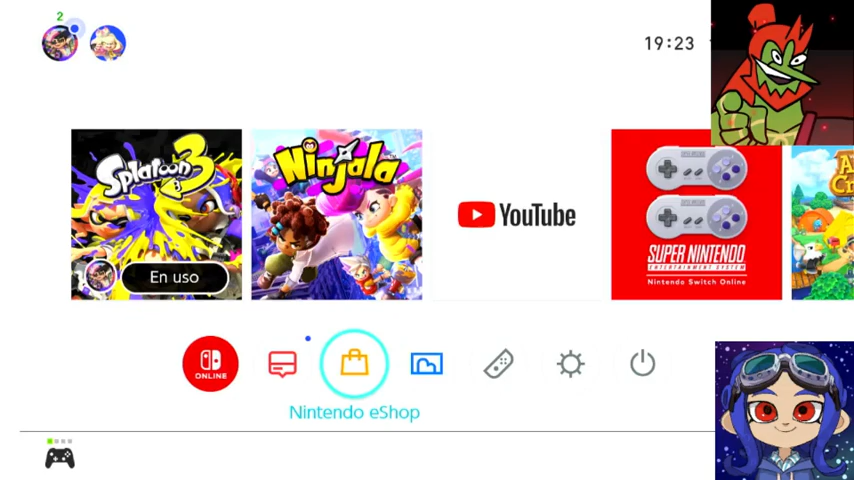 2
19:23
Splatoon 3
En uso
Ninjala
YouTube
SUPER NINTENDO
ENTERTAINMENT SYSTEM
Nintendo Switch Online
ONLINE
Nintendo eShop